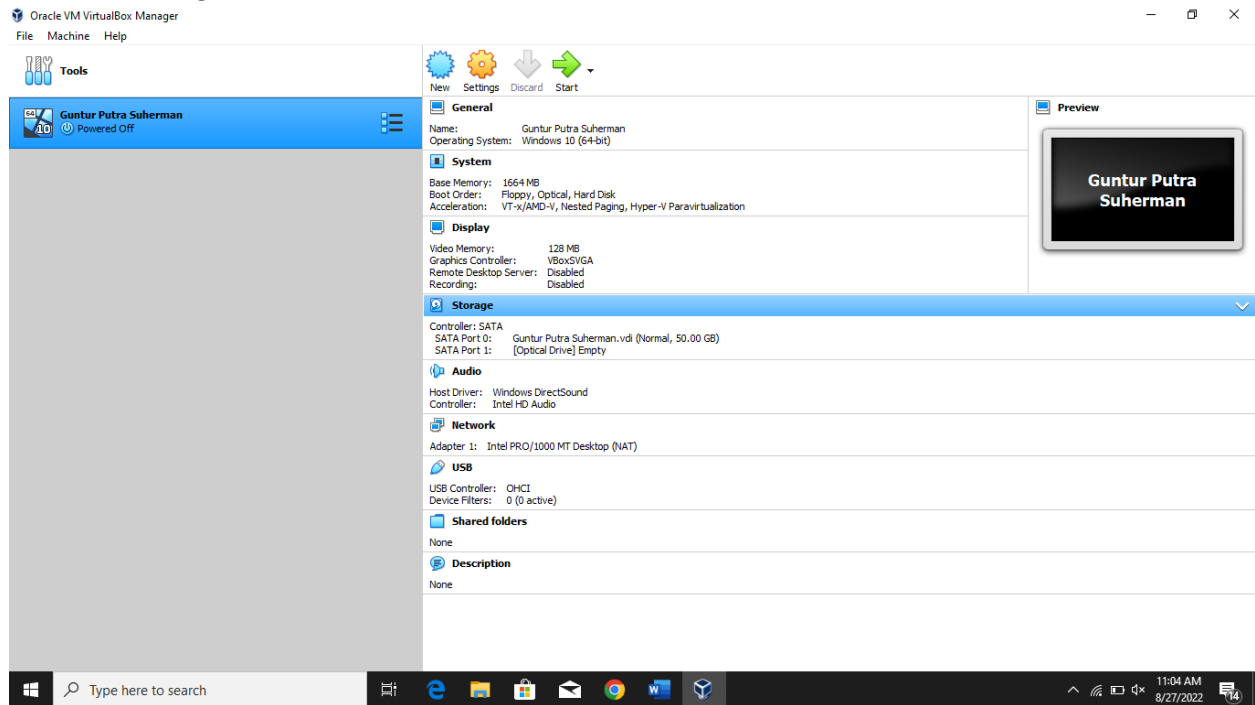 Oracle VM VirtualBox Manager
File Machine Help
Tools
New Settings Discard Start
64
10
Guntur Putra Suherman
Powered Off
General
Name: Guntur Putra Suherman
Operating System: Windows 10 (64-bit)
System
Base Memory: 1664 MB
Boot Order: Floppy, Optical, Hard Disk
Acceleration: VT-x/AMD-V, Nested Paging, Hyper-V Paravirtualization
Display
Video Memory: 128 MB
Graphics Controller: VBoxSVGA
Remote Desktop Server: Disabled
Recording: Disabled
Preview
Guntur Putra
Suherman
Storage
Controller: SATA
SATA Port 0: Guntur Putra Suherman.vdi (Normal, 50.00 GB)
SATA Port 1: [Optical Drive] Empty
Audio
Host Driver: Windows DirectSound
Controller: Intel HD Audio
Network
Adapter 1: Intel PRO/1000 MT Desktop (NAT)
USB
USB Controller: OHCI
Device Filters: 0 (0 active)
Shared folders
None
Description
None
Type here to search
11:04 AM
8/27/2022
14